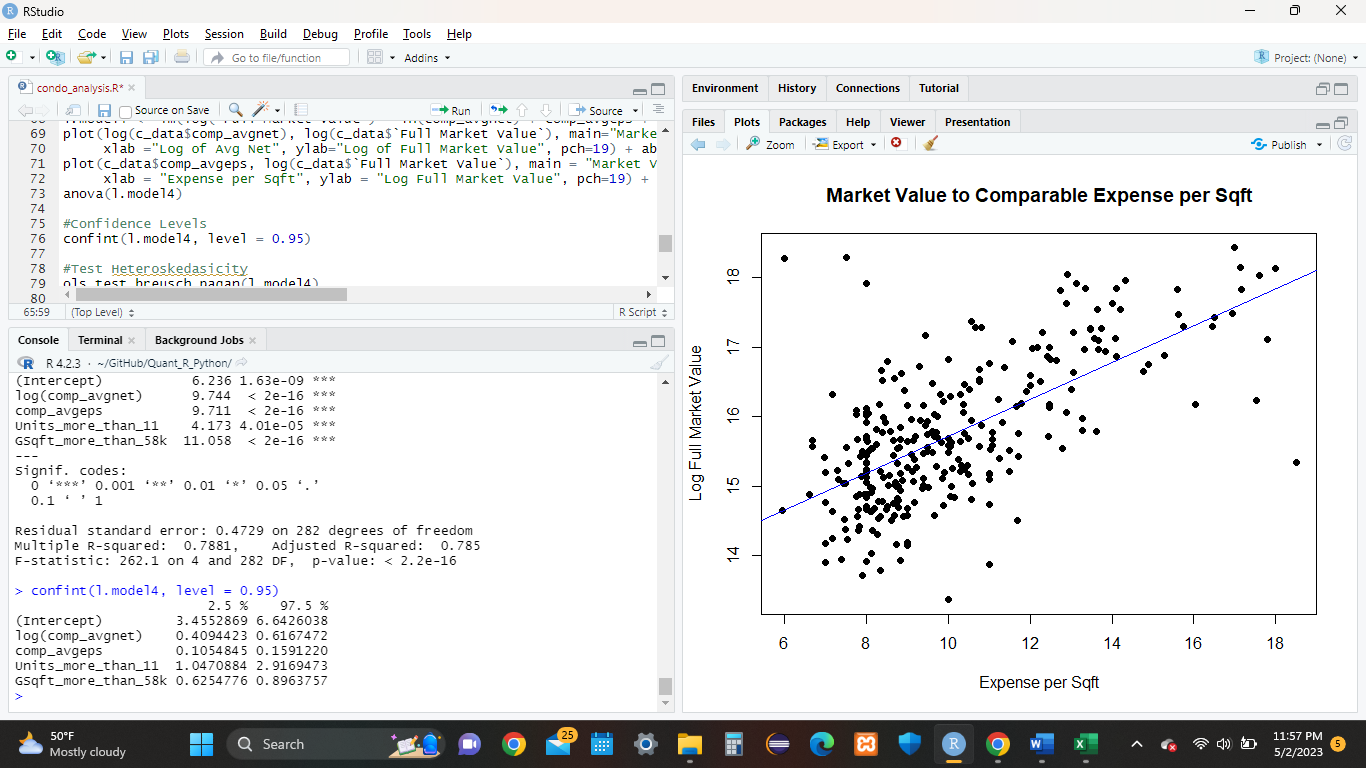 RStudio
File Edit Code View Plots Session Build Debug Profile Tools Help
Go to file/function
Addins
Project: (None)
condo_analysis.R*
Source on Save
Run
Source
69 plot(log(c_data$comp_avgnet), log(c_data$`Full Market Value`), main="Marke
70 xlab ="Log of Avg Net", ylab="Log of Full Market Value", pch=19) + ab
71 plot(c_data$comp_avgeps, log(c_data$`Full Market Value`), main = "Market V
72 xlab = "Expense per Sqft", ylab = "Log Full Market Value", pch=19) +
73 anova(l.model4)
74
75 #Confidence Levels
76 confint(l.model4, level = 0.95)
77
78 #Test Heteroskedasicity
79 ols_test_breusch_pagan(l.model4)
80
65:59 (Top Level) R Script
Console Terminal Background Jobs
R 4.2.3 · ~/GitHub/Quant_R_Python/
(Intercept) 6.236 1.63e-09 ***
log(comp_avgnet) 9.744 < 2e-16 ***
comp_avgeps 9.711 < 2e-16 ***
Units_more_than_11 4.173 4.01e-05 ***
GSqft_more_than_58k 11.058 < 2e-16 ***
---
Signif. codes:
0 ‘***’ 0.001 ‘**’ 0.01 ‘*’ 0.05 ‘.’
0.1 ‘ ’ 1
Residual standard error: 0.4729 on 282 degrees of freedom
Multiple R-squared: 0.7881, Adjusted R-squared: 0.785
F-statistic: 262.1 on 4 and 282 DF, p-value: < 2.2e-16
> confint(l.model4, level = 0.95)
2.5 % 97.5 %
(Intercept) 3.4552869 6.6426038
log(comp_avgnet) 0.4094423 0.6167472
comp_avgeps 0.1054845 0.1591220
Units_more_than_11 1.0470884 2.9169473
GSqft_more_than_58k 0.6254776 0.8963757
>
Environment History Connections Tutorial
Files Plots Packages Help Viewer Presentation
Zoom Export Publish
Market Value to Comparable Expense per Sqft
Log Full Market Value
18
17
16
15
14
6 8 10 12 14 16 18
Expense per Sqft
50°F
Mostly cloudy
Search
25
R
W
X
11:57 PM
5/2/2023
5